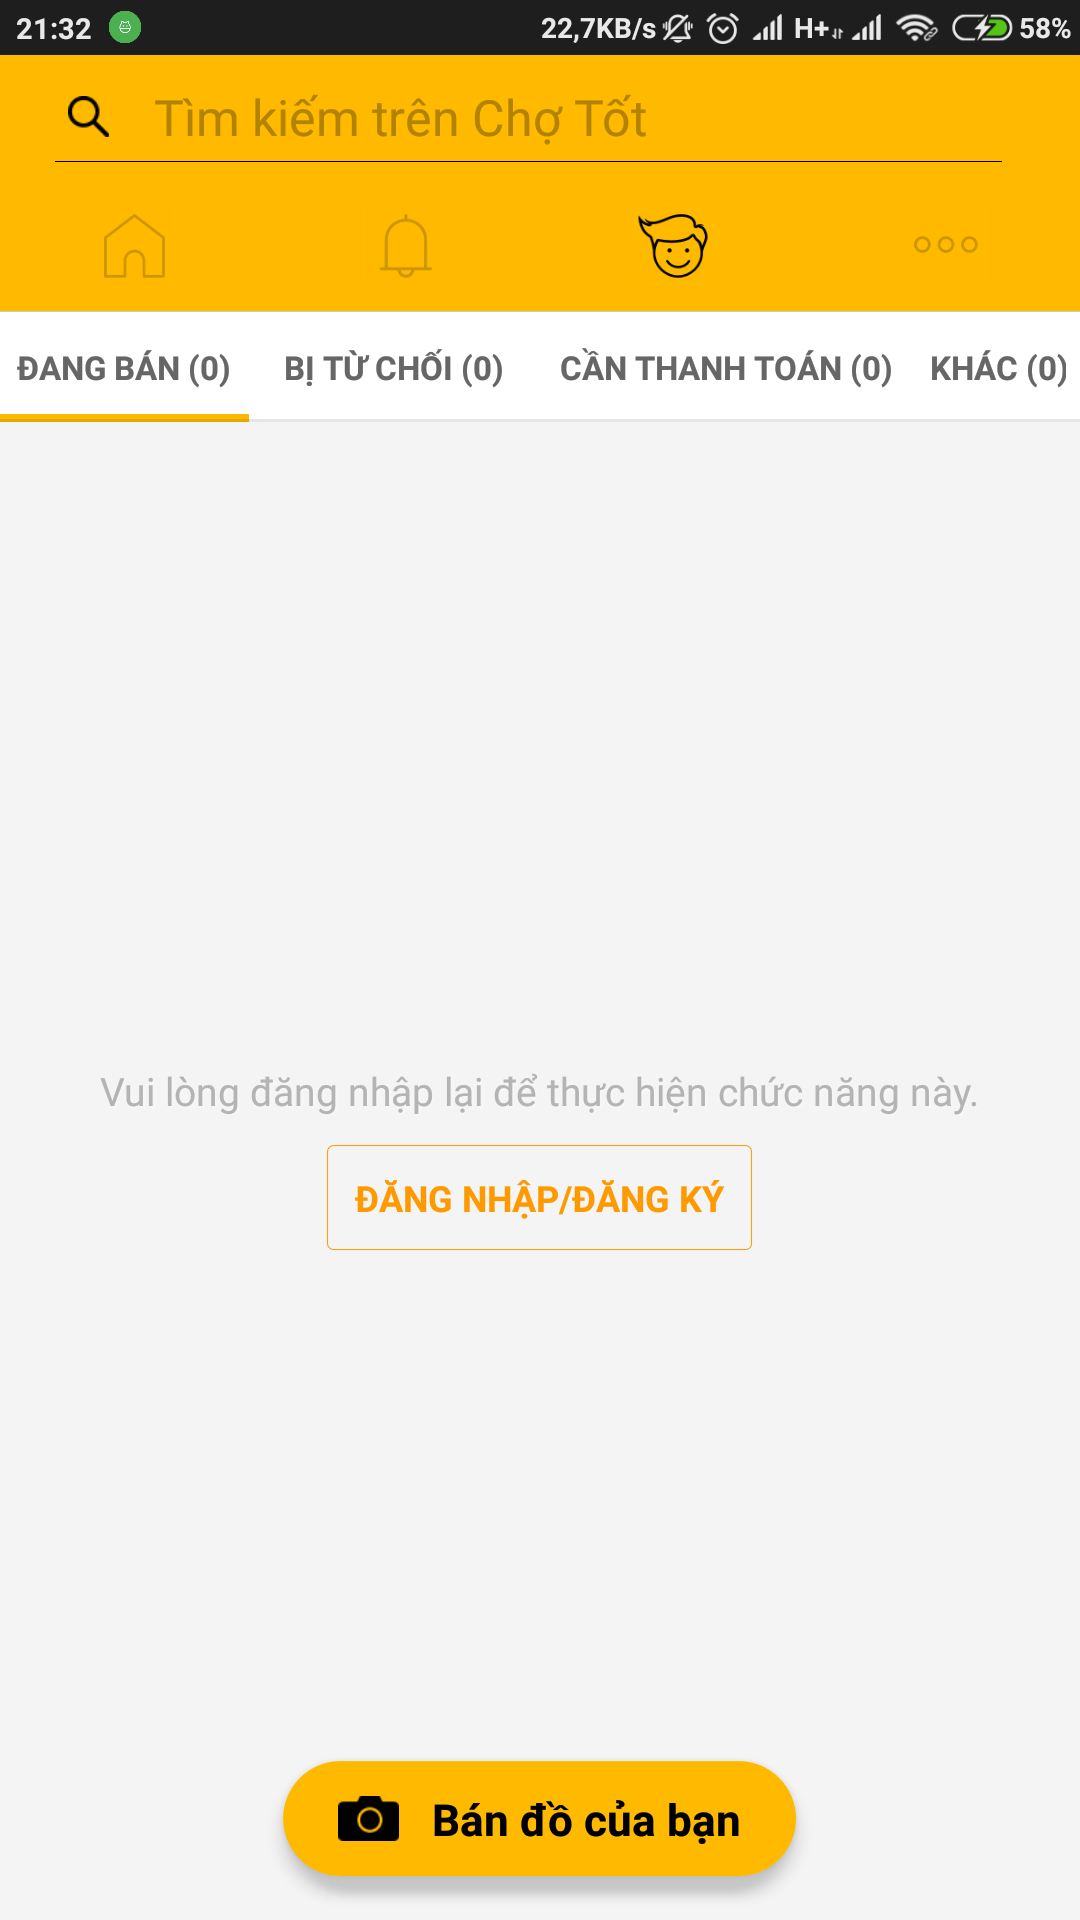 21:32 22,7KB/s H+ 58%
Tìm kiếm trên Chợ Tốt
ĐANG BÁN (0) BỊ TỪ CHỐI (0) CẦN THANH TOÁN (0) KHÁC (0)
Vui lòng đăng nhập lại để thực hiện chức năng này.
ĐĂNG NHẬP/ĐĂNG KÝ
Bán đồ của bạn